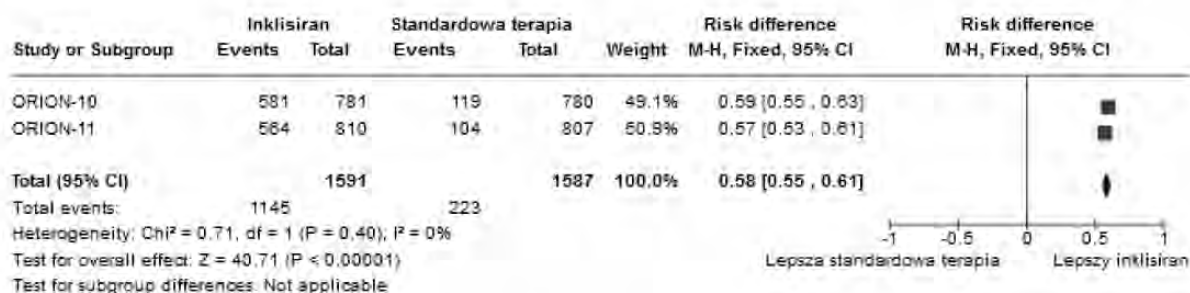 Inklisiran Standardowa terapia Risk difference Risk difference
Study or Subgroup Events Total Events Total Weight M-H, Fixed, 95% CI M-H, Fixed, 95% CI
ORION-10 581 781 119 780 49.1% 0.59 [0.55 , 0.63]
ORION-11 564 810 104 807 50.9% 0.57 [0.53 , 0.61]
Total (95% CI) 1591 1587 100.0% 0.58 [0.55 , 0.61]
Total events: 1145 223
Heterogeneity: Chi² = 0.71, df = 1 (P = 0.40); I² = 0%
-1 -0.5 0 0.5 1
Test for overall effect: Z = 40.71 (P < 0.00001)
Lepsza standardowa terapia Lepszy inklisiran
Test for subgroup differences: Not applicable